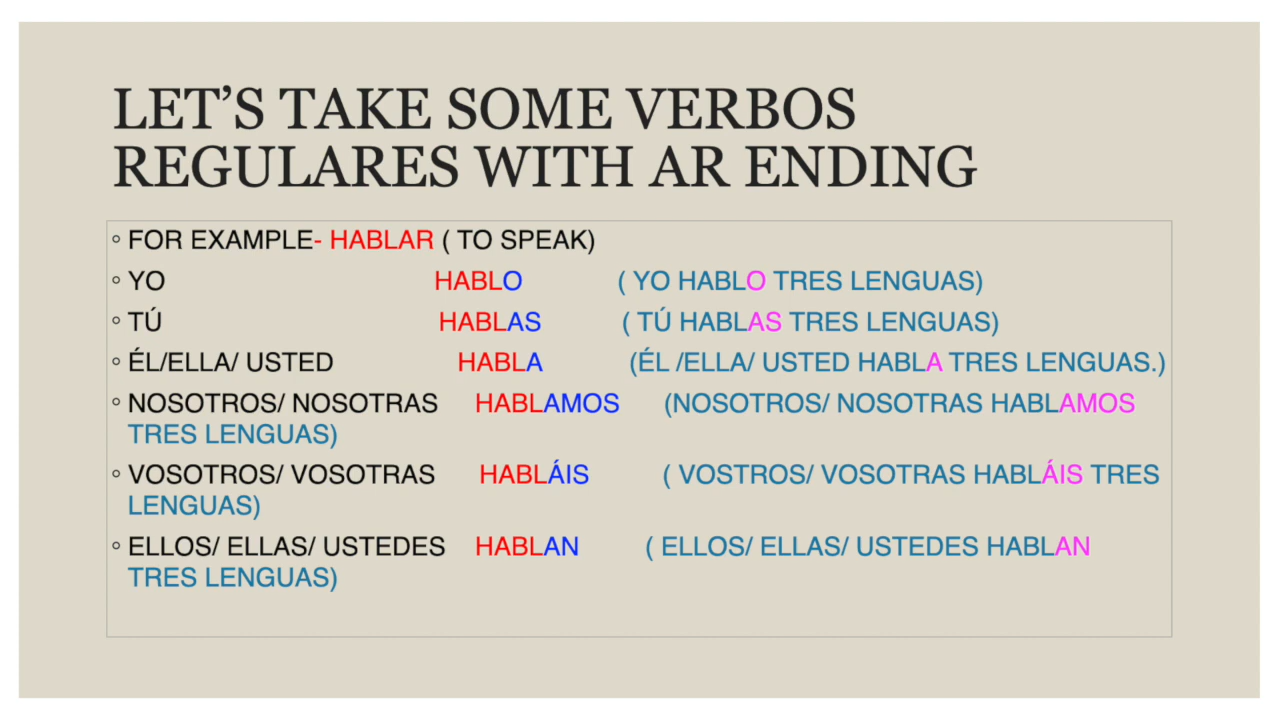 LET’S TAKE SOME VERBOS
REGULARES WITH AR ENDING
◦ FOR EXAMPLE- HABLAR ( TO SPEAK)
◦ YO HABLO ( YO HABLO TRES LENGUAS)
◦ TÚ HABLAS ( TÚ HABLAS TRES LENGUAS)
◦ ÉL/ELLA/ USTED HABLA (ÉL /ELLA/ USTED HABLA TRES LENGUAS.)
◦ NOSOTROS/ NOSOTRAS HABLAMOS (NOSOTROS/ NOSOTRAS HABLAMOS
TRES LENGUAS)
◦ VOSOTROS/ VOSOTRAS HABLÁIS ( VOSTROS/ VOSOTRAS HABLÁIS TRES
LENGUAS)
◦ ELLOS/ ELLAS/ USTEDES HABLAN ( ELLOS/ ELLAS/ USTEDES HABLAN
TRES LENGUAS)